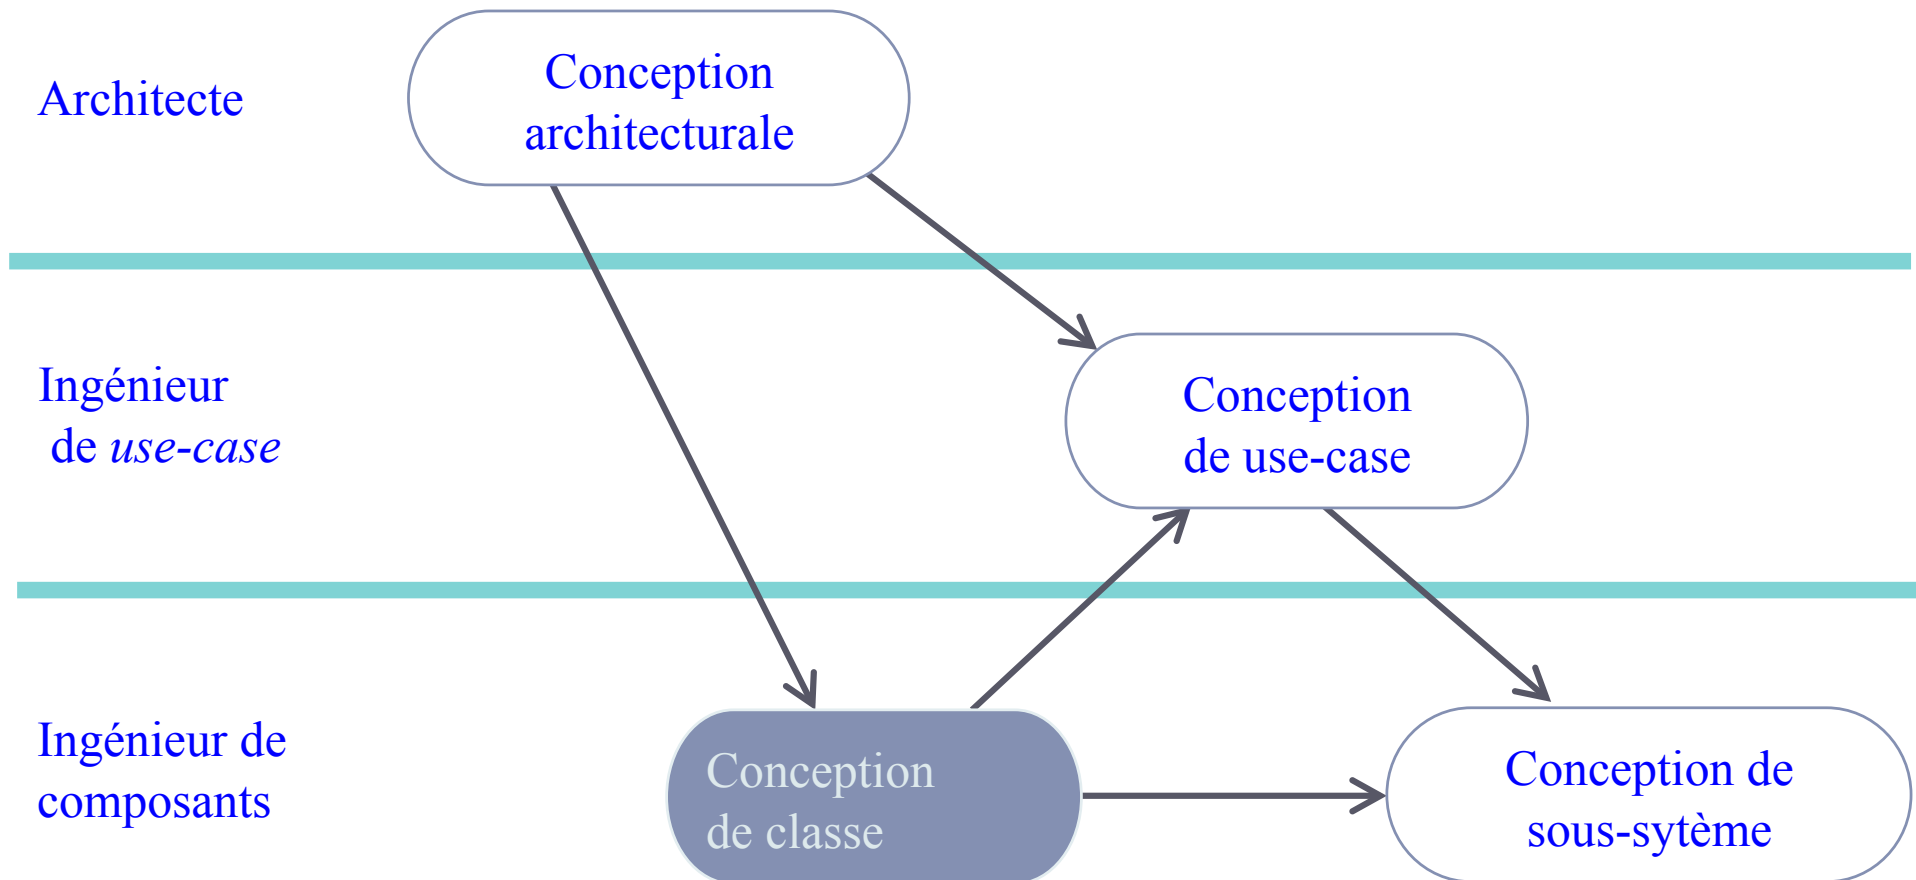 Architecte
Conception
architecturale
Ingénieur
de use-case
Conception
de use-case
Ingénieur de
composants
Conception
de classe
Conception de
sous-sytème